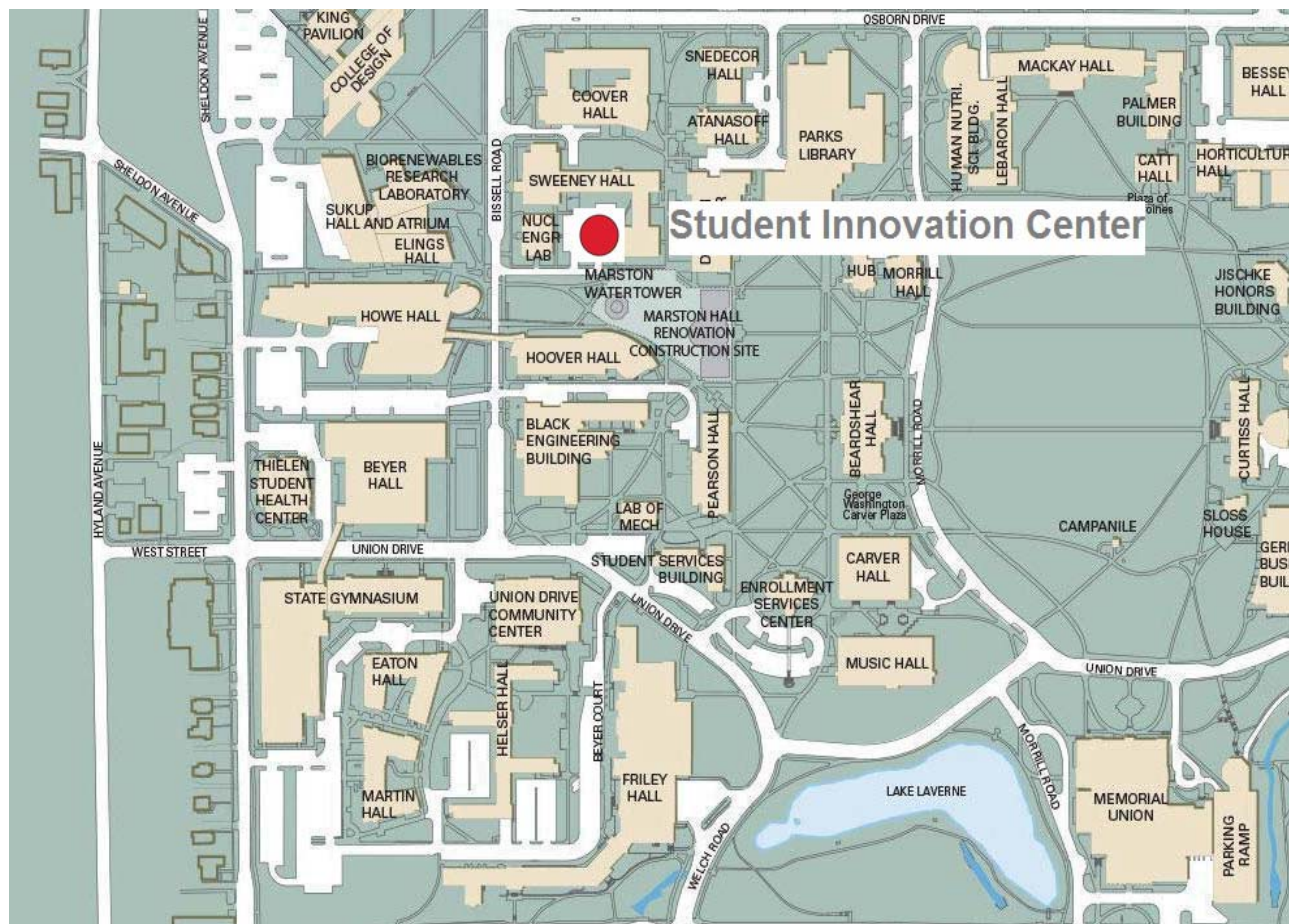 KING
PAVILION
COLLEGE OF
DESIGN
SHELDON AVENUE
OSBORN DRIVE
SNEDECOR
HALL
COOVER
HALL
ATANASOFF
HALL
PARKS
LIBRARY
HUMAN NUTRI.
SCI BLDG.
LEBARON HALL
MACKAY HALL
PALMER
BUILDING
BESSEY
HALL
CATT
HALL
HORTICULTURE
HALL
SHELDON AVENUE
BIORENEWABLES
RESEARCH
LABORATORY
SUKUP
HALL AND ATRIUM
ELINGS
HALL
BISSELL ROAD
SWEENEY HALL
NUCL
ENGR
LAB
Student Innovation Center
Plaza of
HUB
MORRILL
HALL
JISCHKE
HONORS
BUILDING
MARSTON
WATER TOWER
MARSTON HALL
RENOVATION
CONSTRUCTION SITE
HOWE HALL
HOOVER HALL
BLACK
ENGINEERING
BUILDING
PEARSON HALL
BEARDSHEAR
HALL
MORRILL ROAD
CURTISS HALL
HYLAND AVENUE
THIELEN
STUDENT
HEALTH
CENTER
BEYER
HALL
LAB OF
MECH
George
Washington
Carver Plaza
CAMPANILE
SLOSS
HOUSE
WEST STREET
UNION DRIVE
STUDENT SERVICES
BUILDING
CARVER
HALL
STATE GYMNASIUM
UNION DRIVE
COMMUNITY
CENTER
UNION DRIVE
ENROLLMENT
SERVICES
CENTER
MUSIC HALL
UNION DRIVE
EATON
HALL
HELSER HALL
BEYER COURT
FRILEY
HALL
MARTIN
HALL
WELCH ROAD
LAKE LAVERNE
MORRILL ROAD
MEMORIAL
UNION
PARKING
RAMP